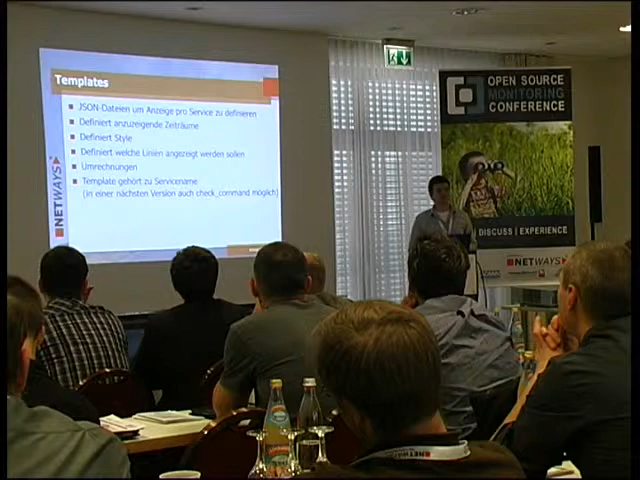 Templates
JSON-Dateien um Anzeige pro Service zu definieren
Definiert anzuzeigende Zeiträume
Definiert Style
Definiert welche Linien angezeigt werden sollen
Umrechnungen
Template gehört zu Servicename
(in einer nächsten Version auch check_command möglich)
NETWAYS
OPEN SOURCE
MONITORING
CONFERENCE
DISCUSS | EXPERIENCE
NETWAYS